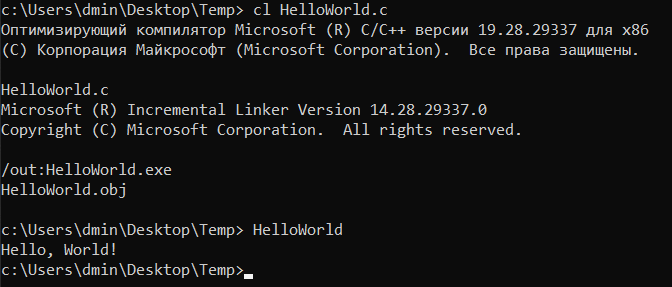 c:\Users\dmin\Desktop\Temp> cl HelloWorld.c
Оптимизирующий компилятор Microsoft (R) C/C++ версии 19.28.29337 для x86
(C) Корпорация Майкрософт (Microsoft Corporation).  Все права защищены.
HelloWorld.c
Microsoft (R) Incremental Linker Version 14.28.29337.0
Copyright (C) Microsoft Corporation.  All rights reserved.
/out:HelloWorld.exe
HelloWorld.obj
c:\Users\dmin\Desktop\Temp> HelloWorld
Hello, World!
c:\Users\dmin\Desktop\Temp>